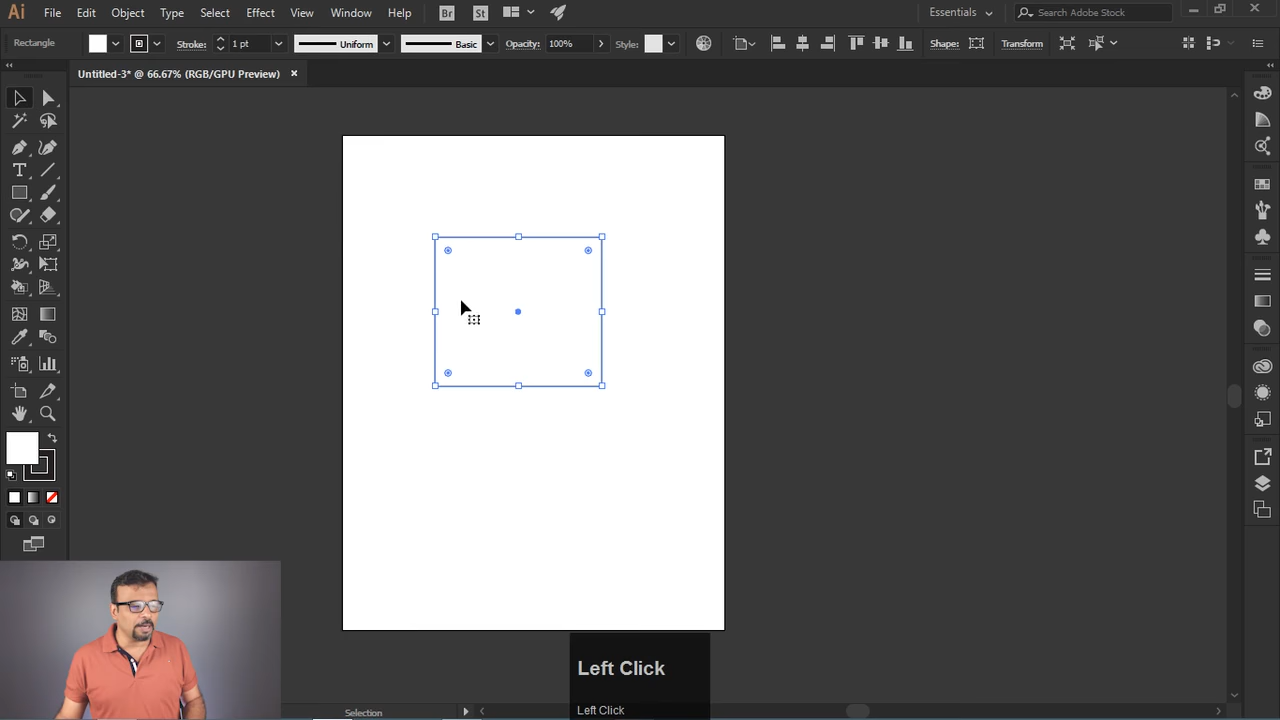 Ai File Edit Object Type Select Effect View Window Help Br St Essentials Search Adobe Stock
Rectangle Stroke: 1 pt Uniform Basic Opacity: 100% Style: Shape: Transform
Untitled-3* @ 66.67% (RGB/GPU Preview)
Left Click
Left Click
Selection